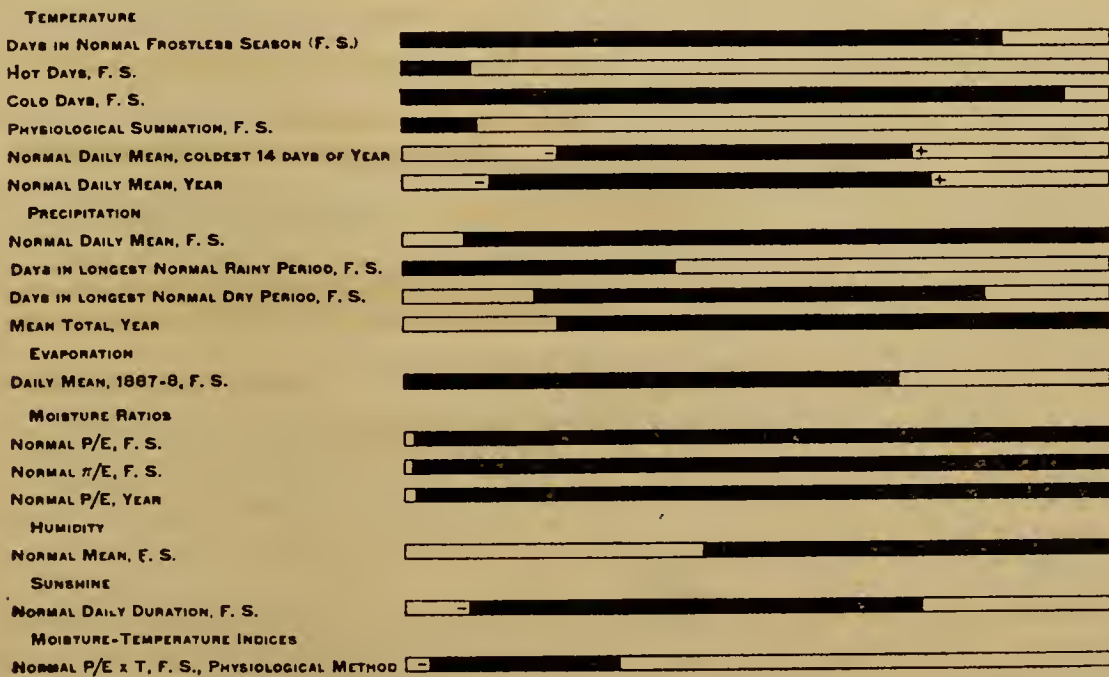 TEMPERATURE
DAYS IN NORMAL FROSTLESS SEASON (F. S.)
HOT DAYS, F. S.
COLD DAYS, F. S.
PHYSIOLOGICAL SUMMATION, F. S.
NORMAL DAILY MEAN, COLDEST 14 DAYS OF YEAR - +
NORMAL DAILY MEAN, YEAR - +
PRECIPITATION
NORMAL DAILY MEAN, F. S.
DAYS IN LONGEST NORMAL RAINY PERIOD, F. S.
DAYS IN LONGEST NORMAL DRY PERIOD, F. S.
MEAN TOTAL, YEAR
EVAPORATION
DAILY MEAN, 1887-8, F. S.
MOISTURE RATIOS
NORMAL P/E, F. S.
NORMAL π/E, F. S.
NORMAL P/E, YEAR
HUMIDITY
NORMAL MEAN, F. S.
SUNSHINE
NORMAL DAILY DURATION, F. S. -
MOISTURE-TEMPERATURE INDICES
NORMAL P/E x T, F. S., PHYSIOLOGICAL METHOD -